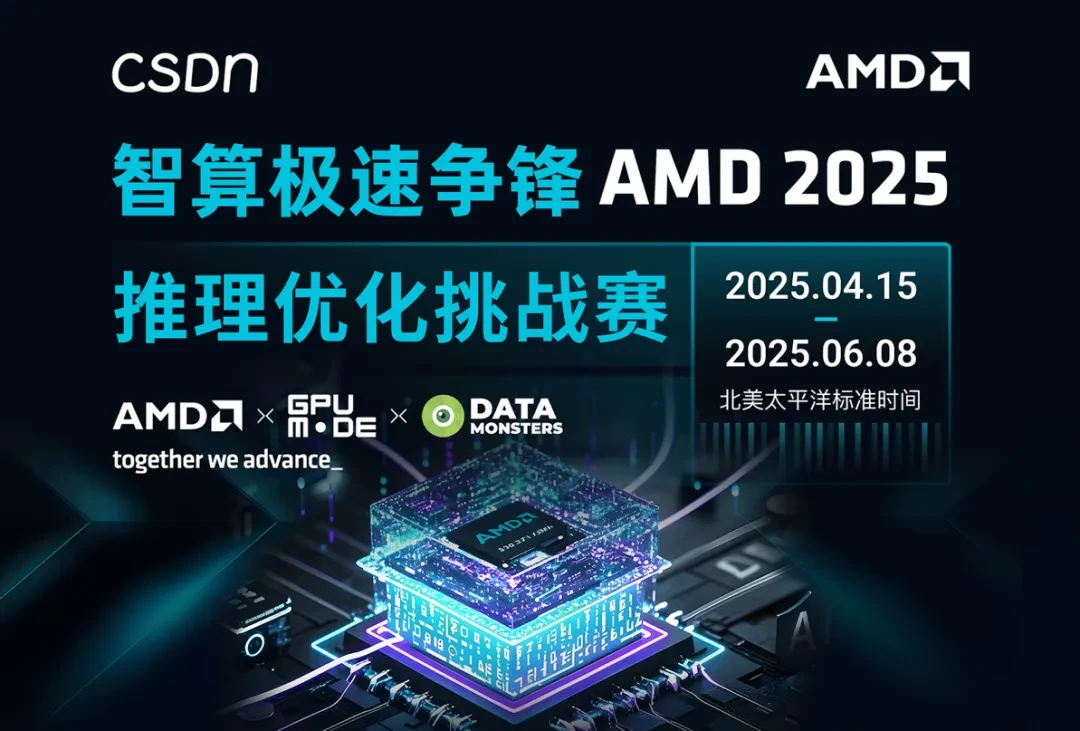 CSDN
AMD
智算极速争锋 AMD 2025
推理优化挑战赛
2025.04.15
—
2025.06.08
北美太平洋标准时间
AMD × GPU MODE × DATA MONSTERS
together we advance_
AMD